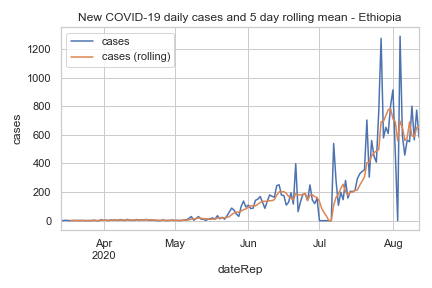 New COVID-19 daily cases and 5 day rolling mean - Ethiopia
cases
cases (rolling)
1200
1000
800
600
400
200
0
cases
Apr
2020
May
Jun
Jul
Aug
dateRep